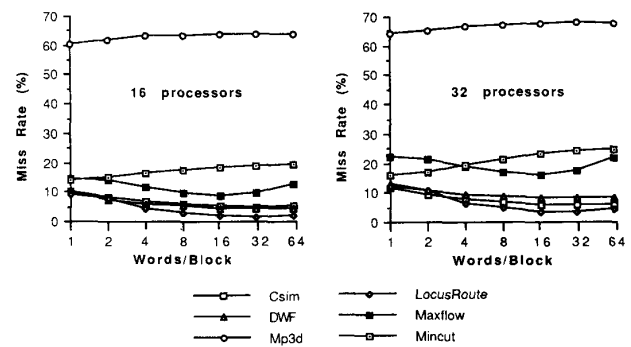 70
60
50
40
30
20
10
0
Miss Rate (%)
16 processors
1 2 4 8 16 32 64
Words/Block
70
60
50
40
30
20
10
0
Miss Rate (%)
32 processors
1 2 4 8 16 32 64
Words/Block
Csim
DWF
Mp3d
LocusRoute
Maxflow
Mincut